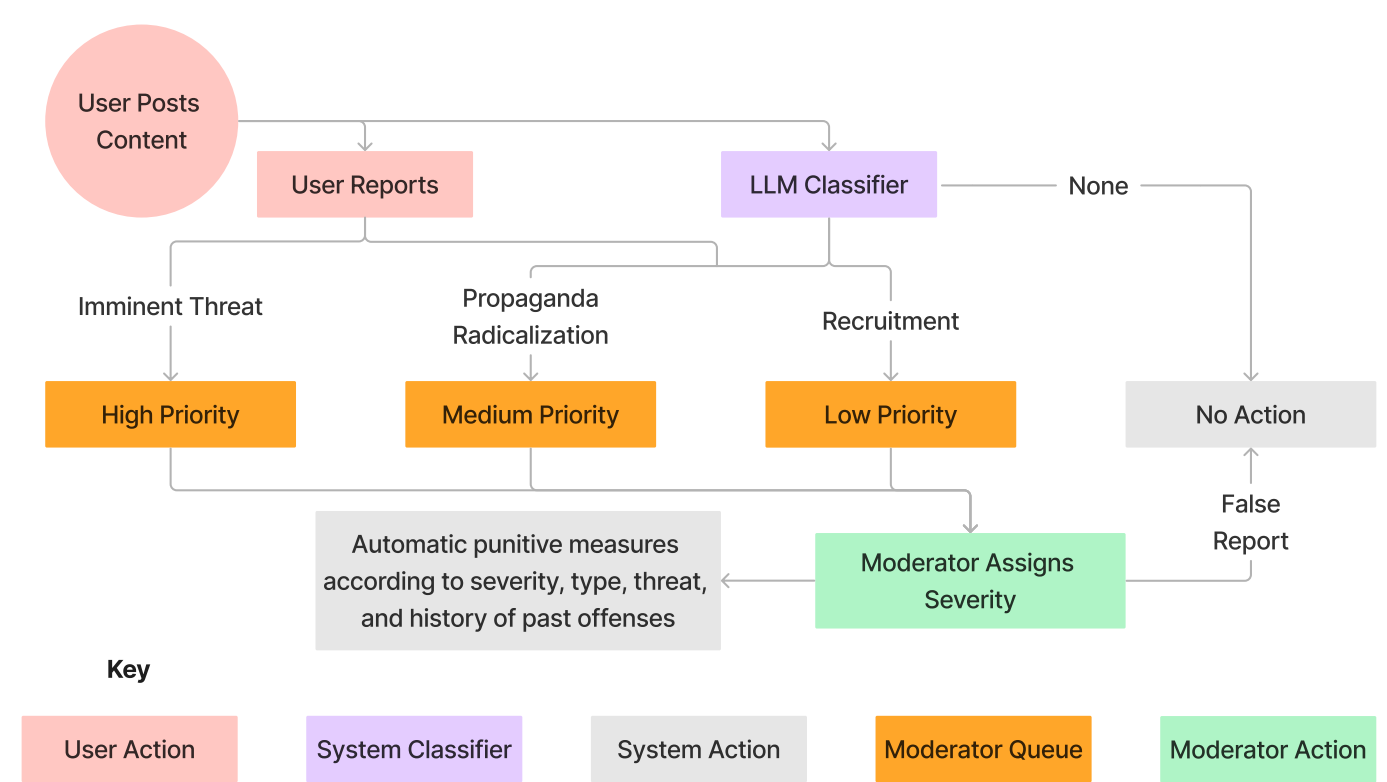 User Posts
Content
User Reports
LLM Classifier
None
Imminent Threat
Propaganda
Radicalization
Recruitment
High Priority
Medium Priority
Low Priority
No Action
False
Report
Automatic punitive measures
according to severity, type, threat,
and history of past offenses
Moderator Assigns
Severity
Key
User Action
System Classifier
System Action
Moderator Queue
Moderator Action